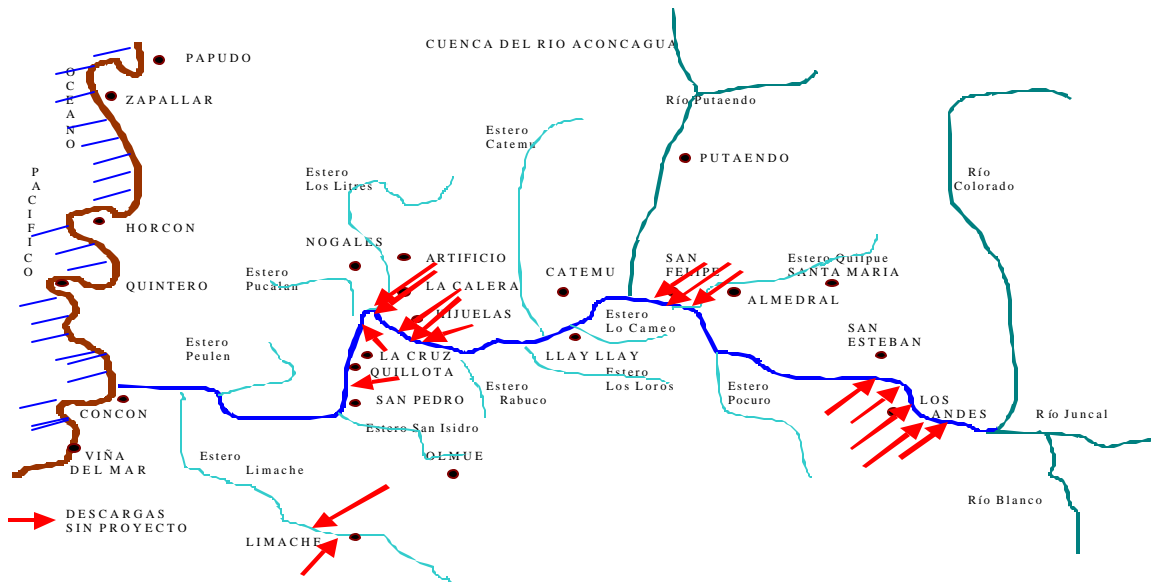 CUENCA DEL RIO ACONCAGUA
OCEANO
PACIFICO
PAPUDO
ZAPALLAR
HORCON
QUINTERO
CONCON
VIÑA
DEL MAR
Río Putaendo
PUTAENDO
Estero
Catemu
Estero
Los Litres
Río
Colorado
NOGALES
ARTIFICIO
Estero
Pucalan
LA CALERA
HIJUELAS
CATEMU
SAN
FELIPE
Estero Quipue
SANTA MARIA
ALMEDRAL
Estero
Lo Cameo
SAN
ESTEBAN
Estero
Peulen
LA CRUZ
QUILLOTA
SAN PEDRO
LLAY LLAY
Estero
Los Loros
Estero
Rabuco
Estero
Pocuro
LOS
ANDES
Río Juncal
Estero San Isidro
OLMUE
Estero
Limache
Río Blanco
LIMACHE
DESCARGAS
SIN PROYECTO